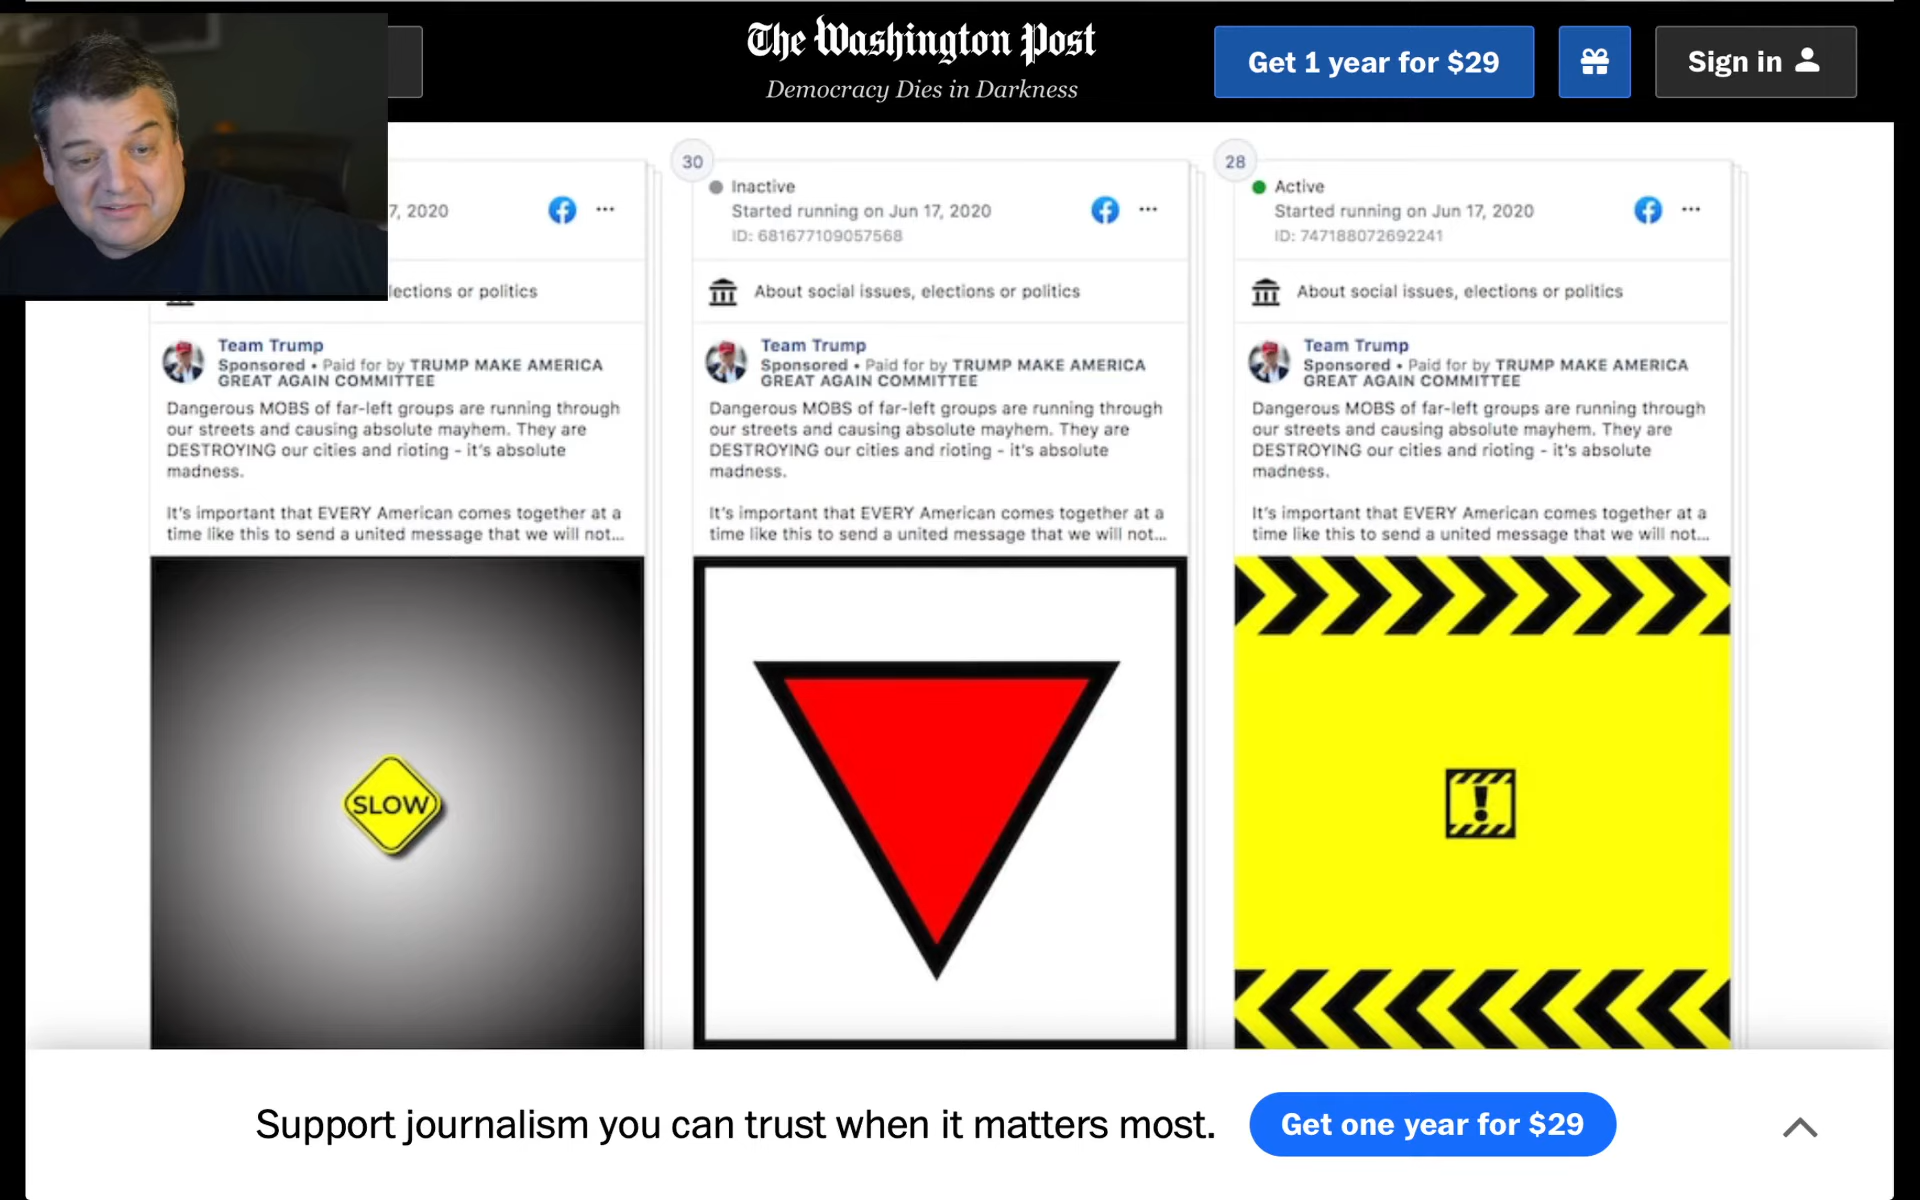 The Washington Post
Democracy Dies in Darkness
Get 1 year for $29
Sign in
7, 2020
lections or politics
Team Trump
Sponsored • Paid for by TRUMP MAKE AMERICA
GREAT AGAIN COMMITTEE
Dangerous MOBS of far-left groups are running through
our streets and causing absolute mayhem. They are
DESTROYING our cities and rioting - it's absolute
madness.
It's important that EVERY American comes together at a
time like this to send a united message that we will not...
SLOW
30
Inactive
Started running on Jun 17, 2020
ID: 681677109057568
About social issues, elections or politics
Team Trump
Sponsored • Paid for by TRUMP MAKE AMERICA
GREAT AGAIN COMMITTEE
Dangerous MOBS of far-left groups are running through
our streets and causing absolute mayhem. They are
DESTROYING our cities and rioting - it's absolute
madness.
It's important that EVERY American comes together at a
time like this to send a united message that we will not...
28
Active
Started running on Jun 17, 2020
ID: 747188072692241
About social issues, elections or politics
Team Trump
Sponsored • Paid for by TRUMP MAKE AMERICA
GREAT AGAIN COMMITTEE
Dangerous MOBS of far-left groups are running through
our streets and causing absolute mayhem. They are
DESTROYING our cities and rioting - it's absolute
madness.
It's important that EVERY American comes together at a
time like this to send a united message that we will not...
!
Support journalism you can trust when it matters most.
Get one year for $29